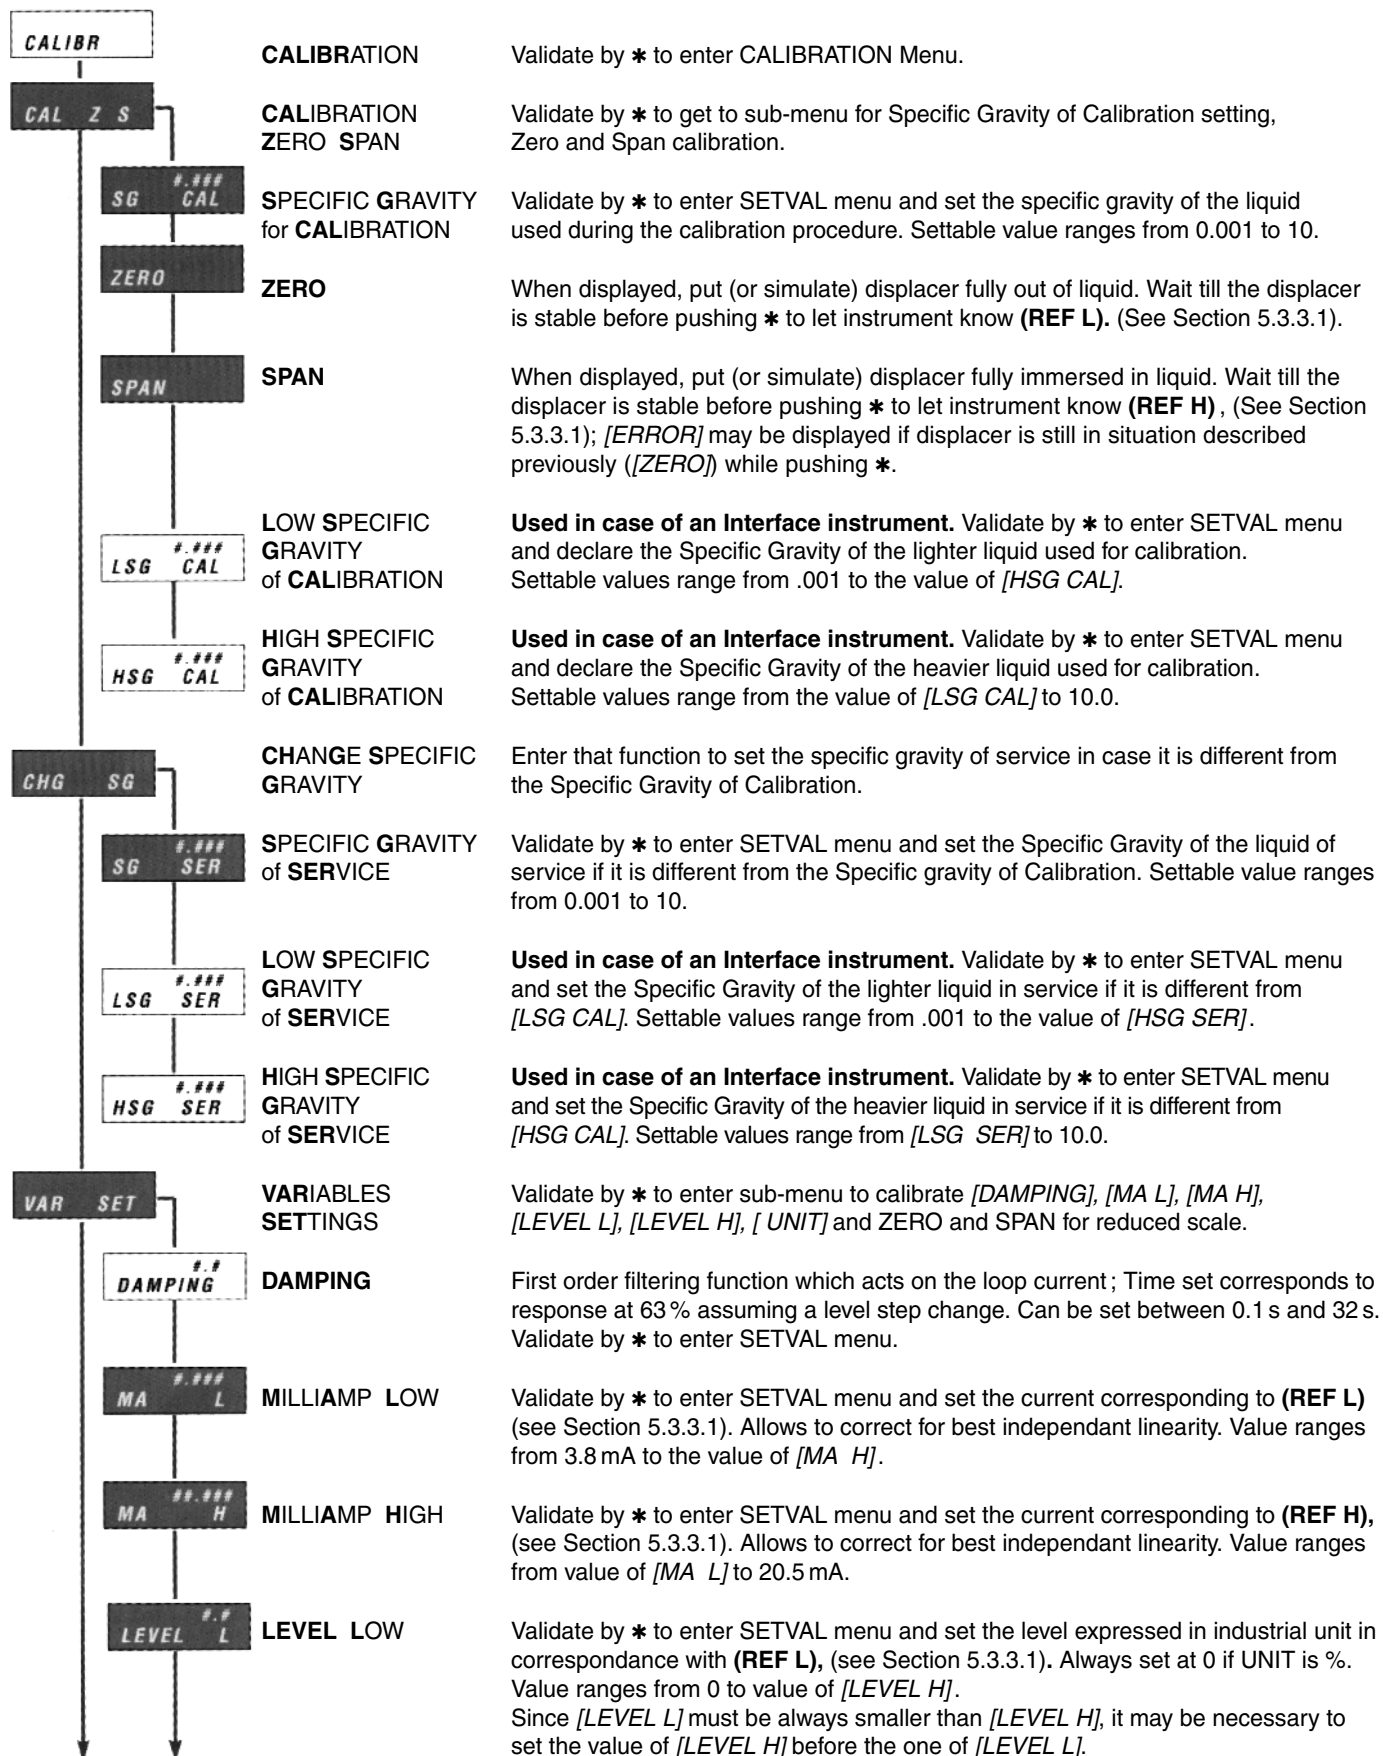 CALIBR
CALIBRATION Validate by ✱ to enter CALIBRATION Menu.
CAL Z S
CALIBRATION Validate by ✱ to get to sub-menu for Specific Gravity of Calibration setting,
ZERO SPAN Zero and Span calibration.
#.###
SG CAL
SPECIFIC GRAVITY Validate by ✱ to enter SETVAL menu and set the specific gravity of the liquid
for CALIBRATION used during the calibration procedure. Settable value ranges from 0.001 to 10.
ZERO
ZERO When displayed, put (or simulate) displacer fully out of liquid. Wait till the displacer
is stable before pushing ✱ to let instrument know (REF L). (See Section 5.3.3.1).
SPAN
SPAN When displayed, put (or simulate) displacer fully immersed in liquid. Wait till the
displacer is stable before pushing ✱ to let instrument know (REF H) , (See Section
5.3.3.1); [ERROR] may be displayed if displacer is still in situation described
previously ([ZERO]) while pushing ✱.
#.###
LSG CAL
LOW SPECIFIC Used in case of an Interface instrument. Validate by ✱ to enter SETVAL menu
GRAVITY and declare the Specific Gravity of the lighter liquid used for calibration.
of CALIBRATION Settable values range from .001 to the value of [HSG CAL].
#.###
HSG CAL
HIGH SPECIFIC Used in case of an Interface instrument. Validate by ✱ to enter SETVAL menu
GRAVITY and declare the Specific Gravity of the heavier liquid used for calibration.
of CALIBRATION Settable values range from the value of [LSG CAL] to 10.0.
CHG SG
CHANGE SPECIFIC Enter that function to set the specific gravity of service in case it is different from
GRAVITY the Specific Gravity of Calibration.
#.###
SG SER
SPECIFIC GRAVITY Validate by ✱ to enter SETVAL menu and set the Specific Gravity of the liquid of
of SERVICE service if it is different from the Specific gravity of Calibration. Settable value ranges
from 0.001 to 10.
#.###
LSG SER
LOW SPECIFIC Used in case of an Interface instrument. Validate by ✱ to enter SETVAL menu
GRAVITY and set the Specific Gravity of the lighter liquid in service if it is different from
of SERVICE [LSG CAL]. Settable values range from .001 to the value of [HSG SER].
#.###
HSG SER
HIGH SPECIFIC Used in case of an Interface instrument. Validate by ✱ to enter SETVAL menu
GRAVITY and set the Specific Gravity of the heavier liquid in service if it is different from
of SERVICE [HSG CAL]. Settable values range from [LSG SER] to 10.0.
VAR SET
VARIABLES Validate by ✱ to enter sub-menu to calibrate [DAMPING], [MA L], [MA H],
SETTINGS [LEVEL L], [LEVEL H], [ UNIT] and ZERO and SPAN for reduced scale.
#.#
DAMPING
DAMPING First order filtering function which acts on the loop current ; Time set corresponds to
response at 63 % assuming a level step change. Can be set between 0.1 s and 32 s.
Validate by ✱ to enter SETVAL menu.
#.###
MA L
MILLIAMP LOW Validate by ✱ to enter SETVAL menu and set the current corresponding to (REF L)
(see Section 5.3.3.1). Allows to correct for best independant linearity. Value ranges
from 3.8 mA to the value of [MA H].
##.###
MA H
MILLIAMP HIGH Validate by ✱ to enter SETVAL menu and set the current corresponding to (REF H),
(see Section 5.3.3.1). Allows to correct for best independant linearity. Value ranges
from value of [MA L] to 20.5 mA.
#.#
LEVEL L
LEVEL LOW Validate by ✱ to enter SETVAL menu and set the level expressed in industrial unit in
correspondance with (REF L), (see Section 5.3.3.1). Always set at 0 if UNIT is %.
Value ranges from 0 to value of [LEVEL H].
Since [LEVEL L] must be always smaller than [LEVEL H], it may be necessary to
set the value of [LEVEL H] before the one of [LEVEL L].